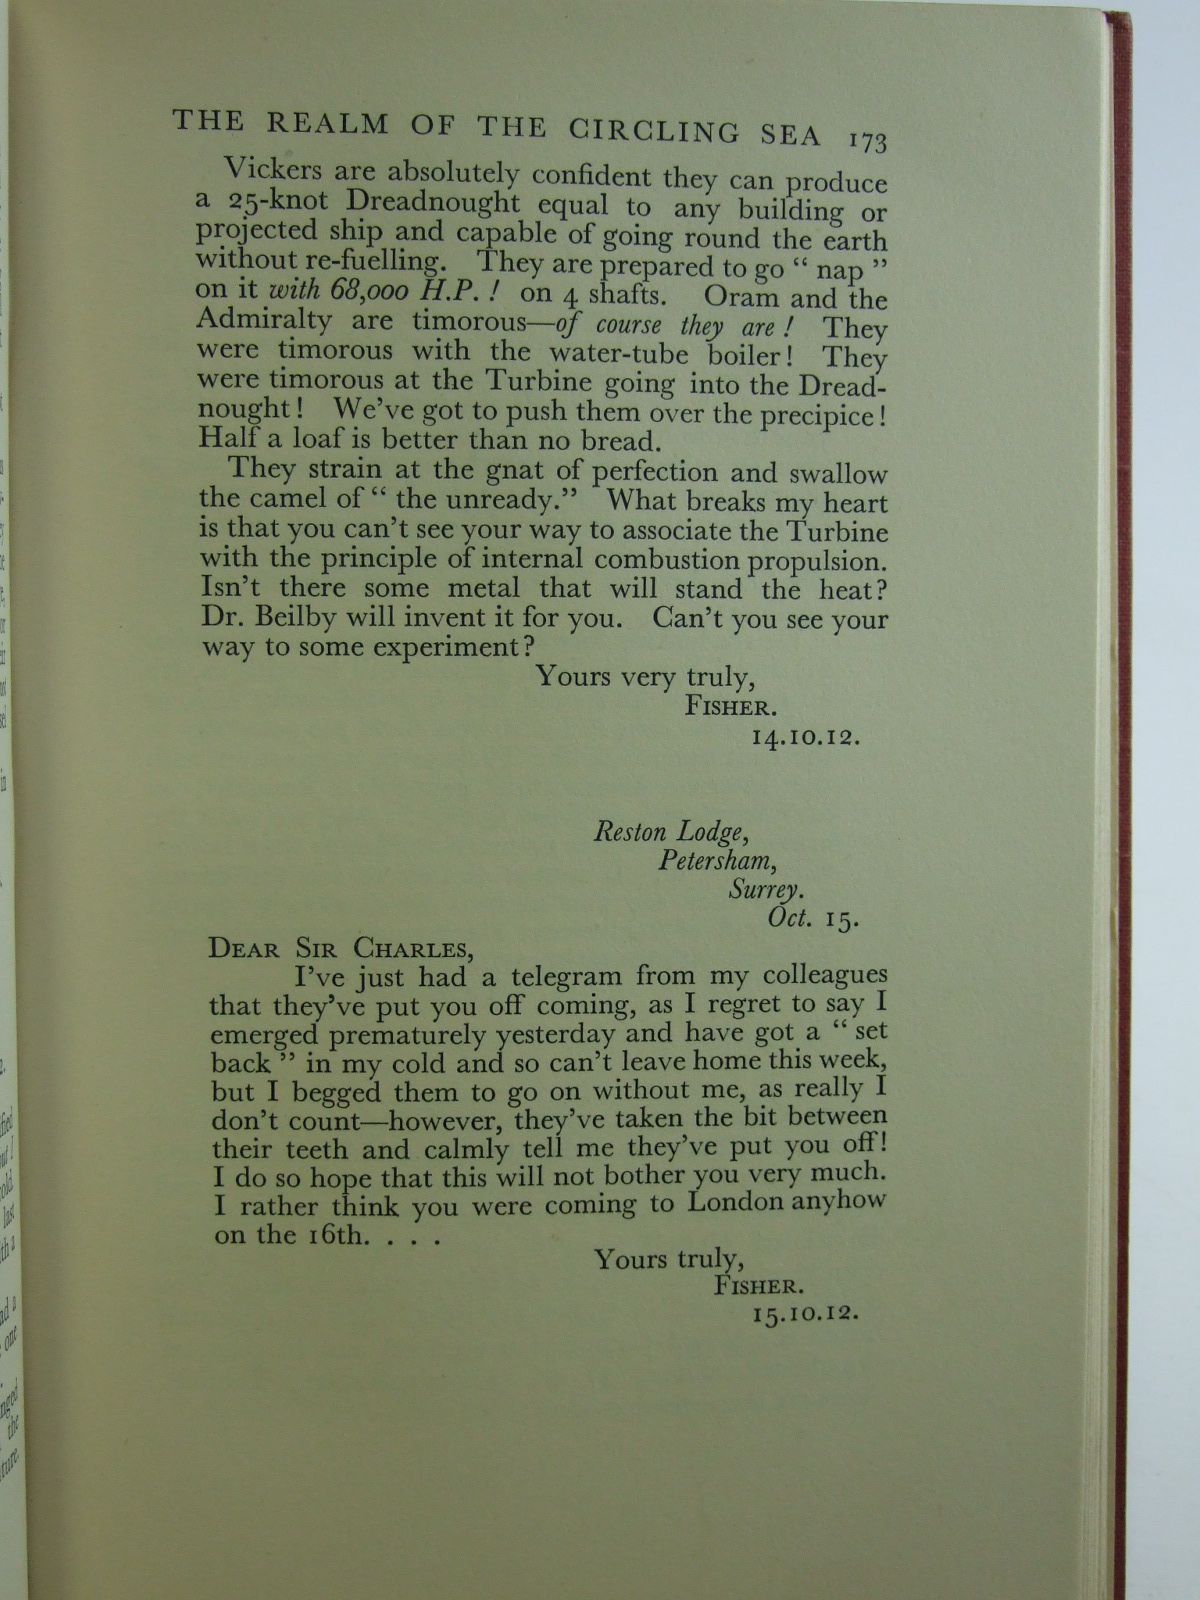 THE REALM OF THE CIRCLING SEA 173
Vickers are absolutely confident they can produce
a 25-knot Dreadnought equal to any building or
projected ship and capable of going round the earth
without re-fuelling. They are prepared to go “ nap ”
on it with 68,000 H.P. ! on 4 shafts. Oram and the
Admiralty are timorous—of course they are ! They
were timorous with the water-tube boiler! They
were timorous at the Turbine going into the Dread-
nought! We've got to push them over the precipice!
Half a loaf is better than no bread.
They strain at the gnat of perfection and swallow
the camel of “ the unready.” What breaks my heart
is that you can't see your way to associate the Turbine
with the principle of internal combustion propulsion.
Isn't there some metal that will stand the heat?
Dr. Beilby will invent it for you. Can't you see your
way to some experiment?
Yours very truly,
FISHER.
14.10.12.
Reston Lodge,
Petersham,
Surrey.
Oct. 15.
DEAR SIR CHARLES,
I've just had a telegram from my colleagues
that they've put you off coming, as I regret to say I
emerged prematurely yesterday and have got a “ set
back ” in my cold and so can't leave home this week,
but I begged them to go on without me, as really I
don't count—however, they've taken the bit between
their teeth and calmly tell me they've put you off!
I do so hope that this will not bother you very much.
I rather think you were coming to London anyhow
on the 16th. . . .
Yours truly,
FISHER.
15.10.12.